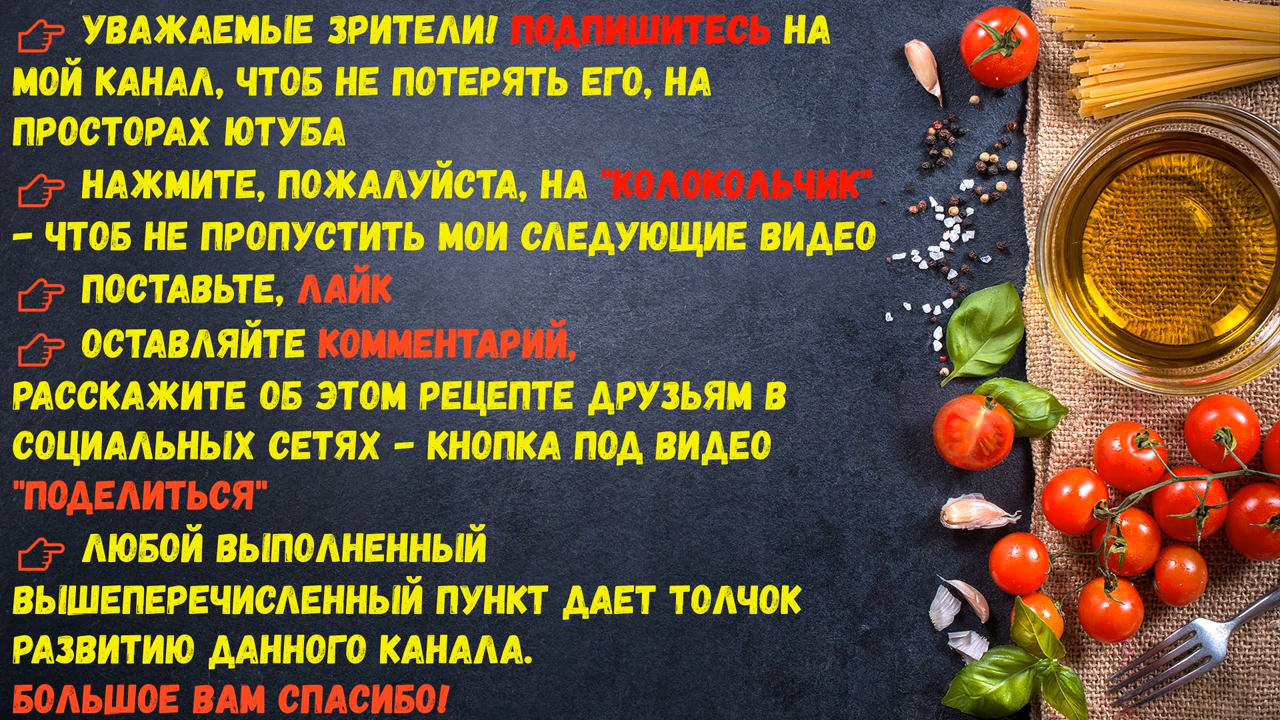 УВАЖАЕМЫЕ ЗРИТЕЛИ! ПОДПИШИТЕСЬ НА
МОЙ КАНАЛ, ЧТОБ НЕ ПОТЕРЯТЬ ЕГО, НА
ПРОСТОРАХ ЮТУБА
НАЖМИТЕ, ПОЖАЛУЙСТА, НА "КОЛОКОЛЬЧИК"
- ЧТОБ НЕ ПРОПУСТИТЬ МОИ СЛЕДУЮЩИЕ ВИДЕО
ПОСТАВЬТЕ, ЛАЙК
ОСТАВЛЯЙТЕ КОММЕНТАРИЙ,
РАССКАЖИТЕ ОБ ЭТОМ РЕЦЕПТЕ ДРУЗЬЯМ В
СОЦИАЛЬНЫХ СЕТЯХ - КНОПКА ПОД ВИДЕО
"ПОДЕЛИТЬСЯ"
ЛЮБОЙ ВЫПОЛНЕННЫЙ
ВЫШЕПЕРЕЧИСЛЕННЫЙ ПУНКТ ДАЕТ ТОЛЧОК
РАЗВИТИЮ ДАННОГО КАНАЛА.
БОЛЬШОЕ ВАМ СПАСИБО!